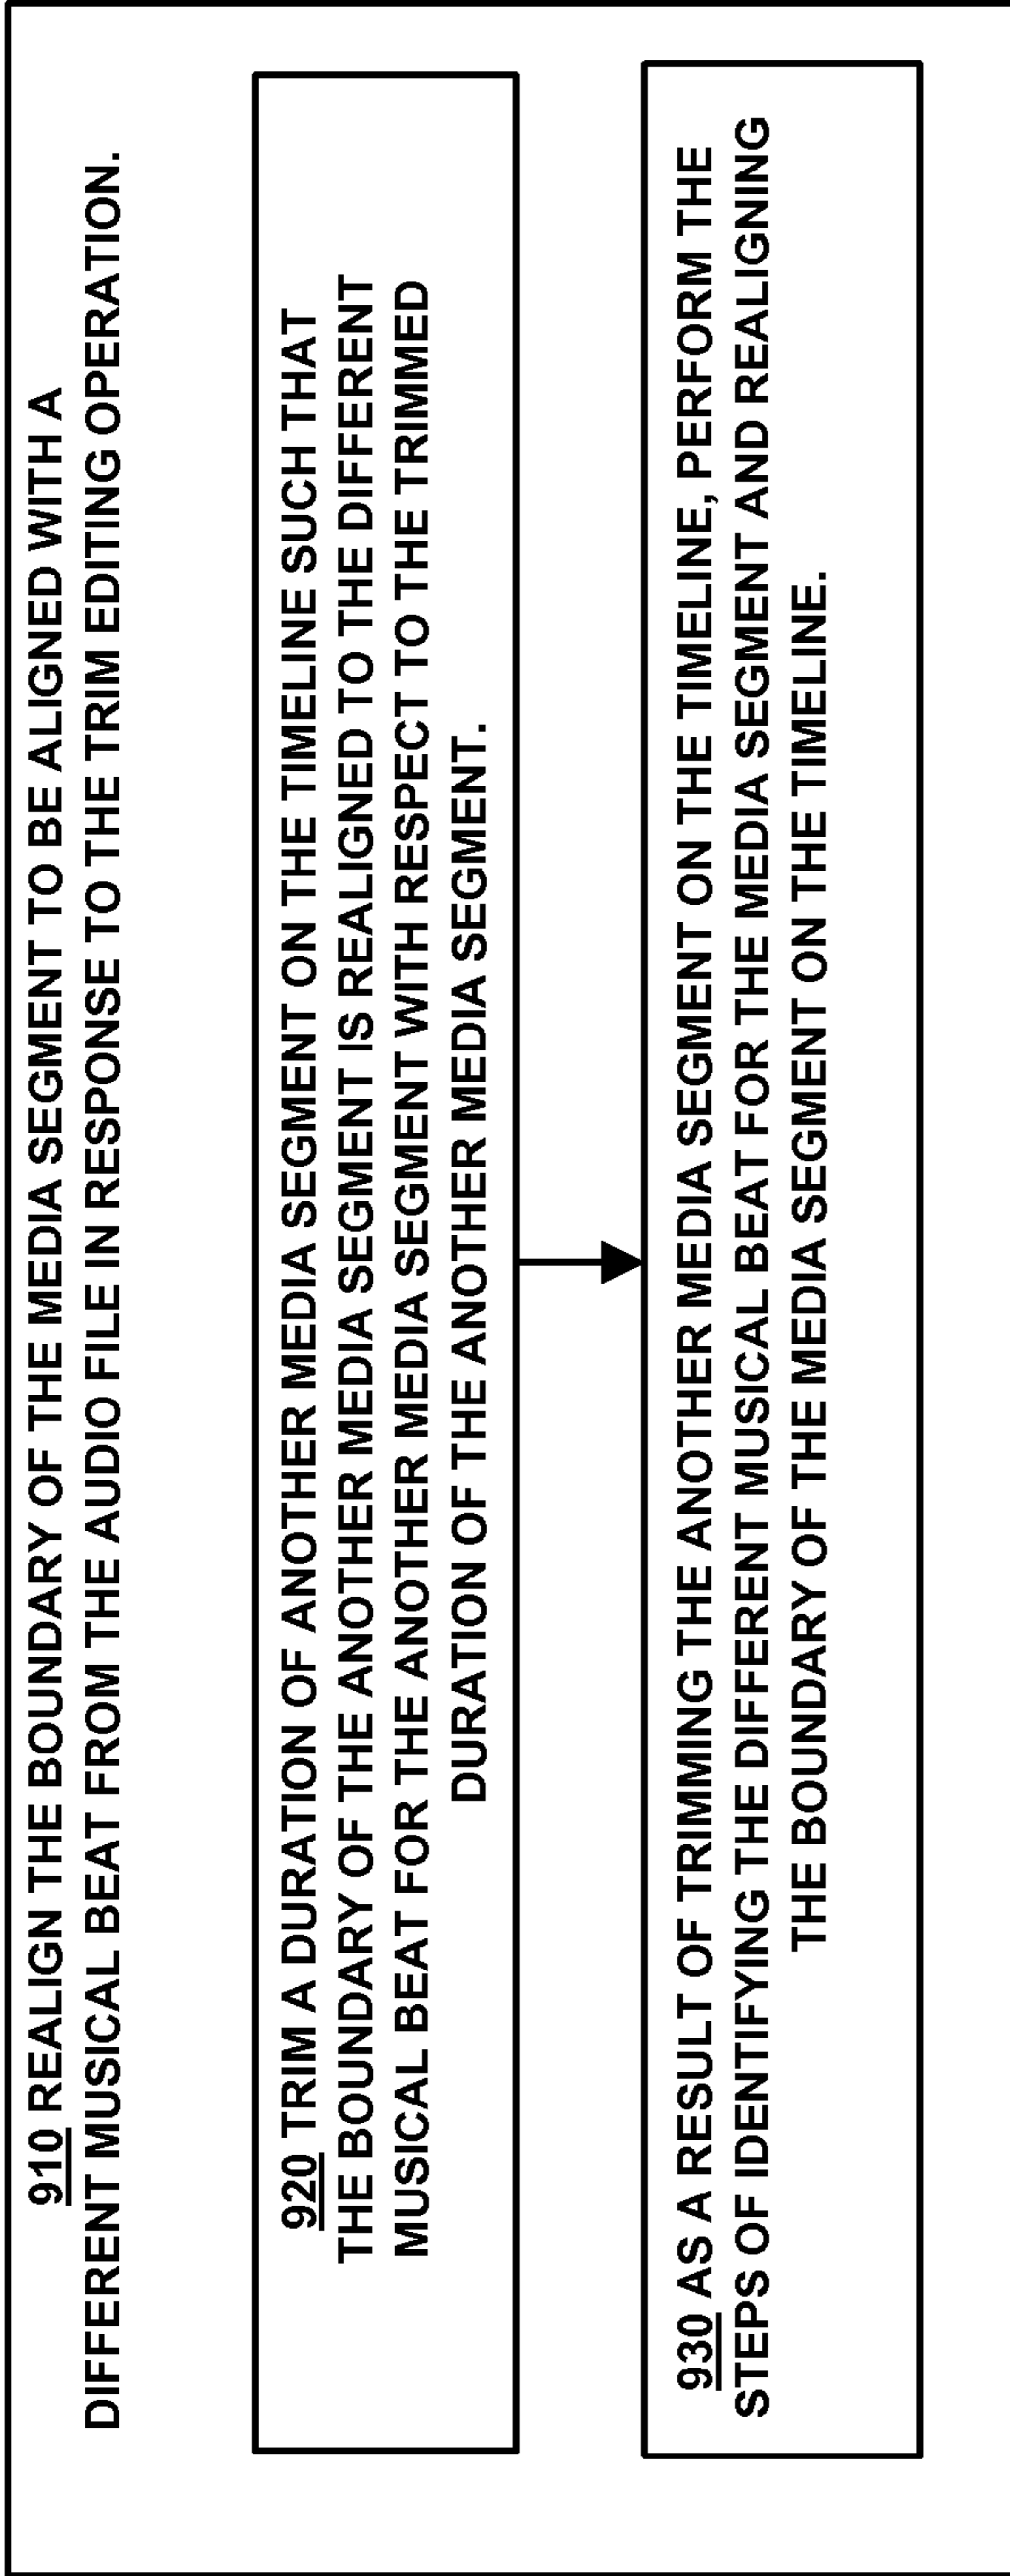 910 REALIGN THE BOUNDARY OF THE MEDIA SEGMENT TO BE ALIGNED WITH A
DIFFERENT MUSICAL BEAT FROM THE AUDIO FILE IN RESPONSE TO THE TRIM EDITING OPERATION.
920 TRIM A DURATION OF ANOTHER MEDIA SEGMENT ON THE TIMELINE SUCH THAT
THE BOUNDARY OF THE ANOTHER MEDIA SEGMENT IS REALIGNED TO THE DIFFERENT
MUSICAL BEAT FOR THE ANOTHER MEDIA SEGMENT WITH RESPECT TO THE TRIMMED
DURATION OF THE ANOTHER MEDIA SEGMENT.
930 AS A RESULT OF TRIMMING THE ANOTHER MEDIA SEGMENT ON THE TIMELINE, PERFORM THE
STEPS OF IDENTIFYING THE DIFFERENT MUSICAL BEAT FOR THE MEDIA SEGMENT AND REALIGNING
THE BOUNDARY OF THE MEDIA SEGMENT ON THE TIMELINE.